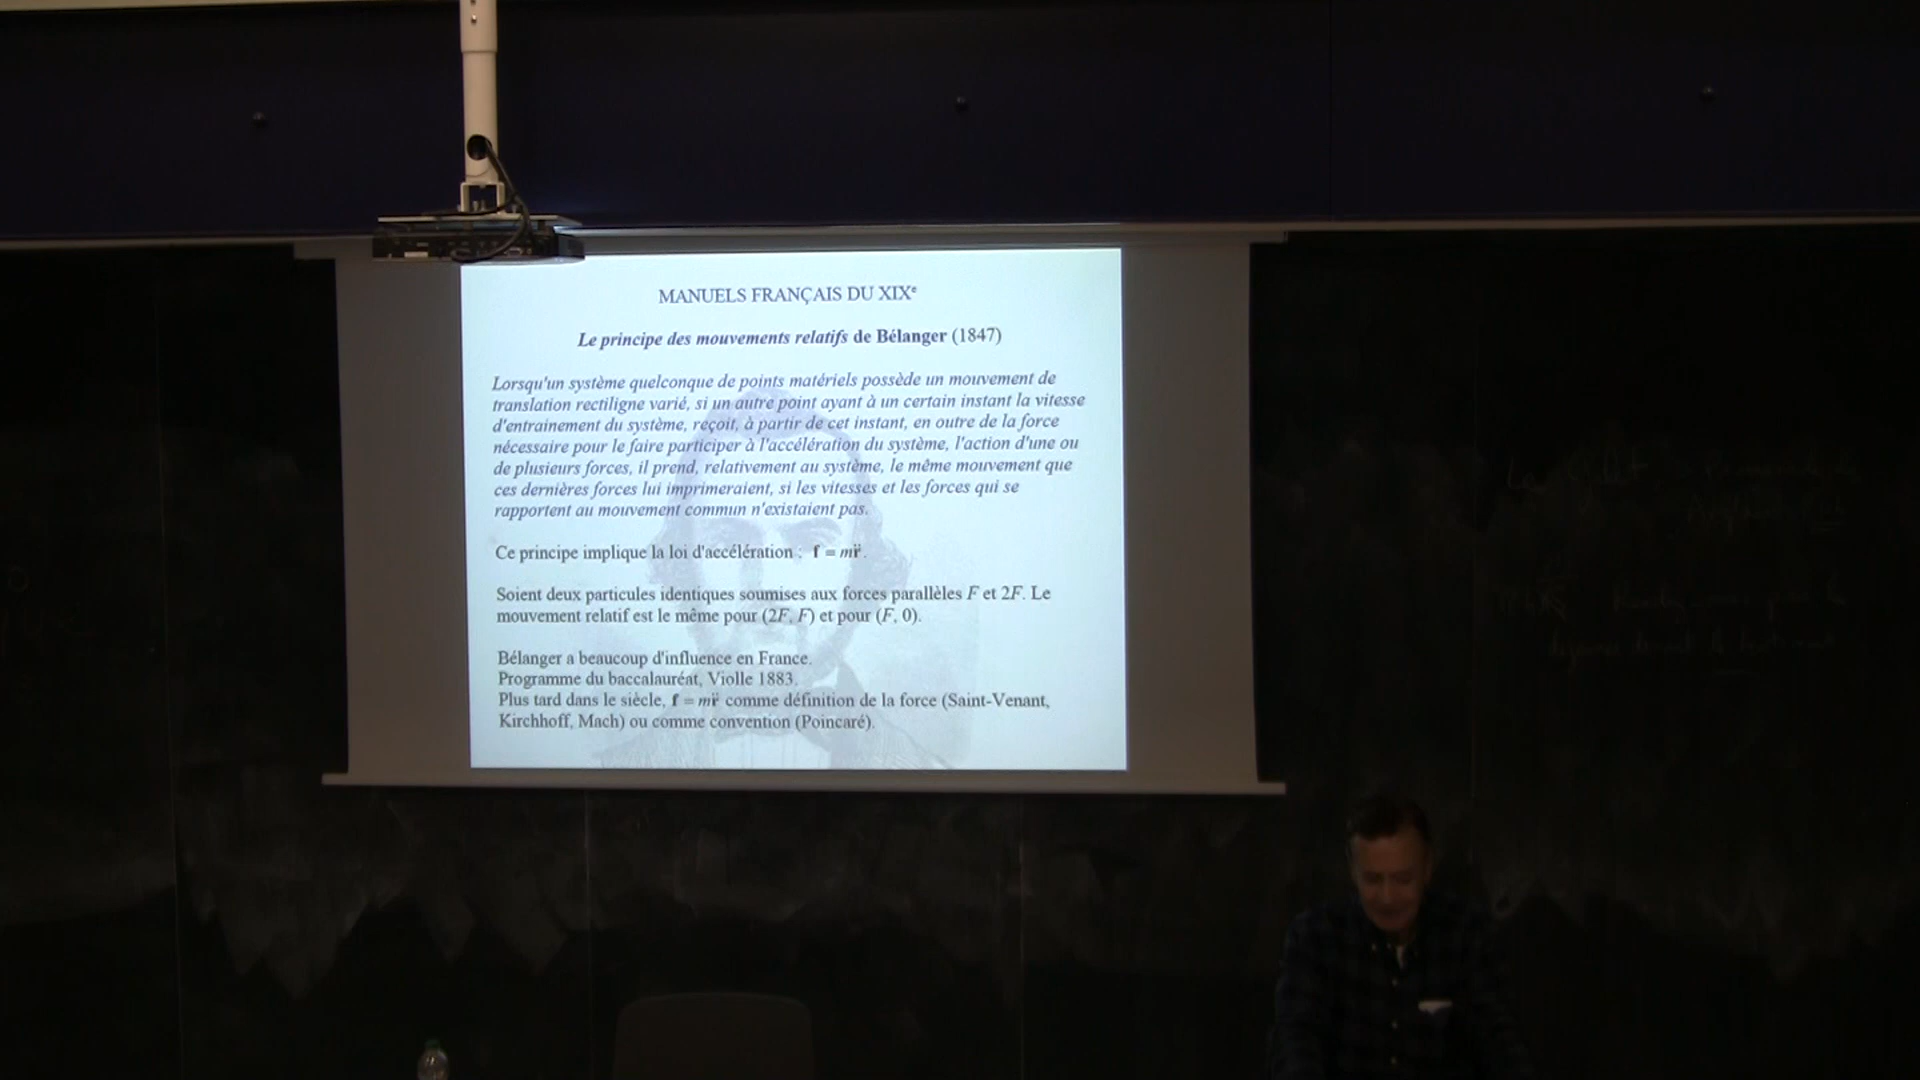 MANUELS FRANÇAIS DU XIXe
Le principe des mouvements relatifs de Bélanger (1847)
Lorsqu'un système quelconque de points matériels possède un mouvement de
translation rectiligne varié, si un autre point ayant à un certain instant la vitesse
d'entrainement du système, reçoit, à partir de cet instant, en outre de la force
nécessaire pour le faire participer à l'accélération du système, l'action d'une ou
de plusieurs forces, il prend, relativement au système, le même mouvement que
ces dernières forces lui imprimeraient, si les vitesses et les forces qui se
rapportent au mouvement commun n'existaient pas.
Ce principe implique la loi d'accélération : f = mr̈.
Soient deux particules identiques soumises aux forces parallèles F et 2F. Le
mouvement relatif est le même pour (2F, F) et pour (F, 0).
Bélanger a beaucoup d'influence en France.
Programme du baccalauréat, Violle 1883.
Plus tard dans le siècle, f = mr̈ comme définition de la force (Saint-Venant,
Kirchhoff, Mach) ou comme convention (Poincaré).